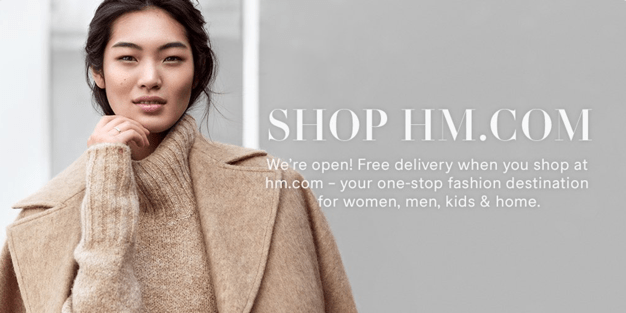 SHOP HM.COM
We're open! Free delivery when you shop at
hm.com – your one-stop fashion destination
for women, men, kids & home.